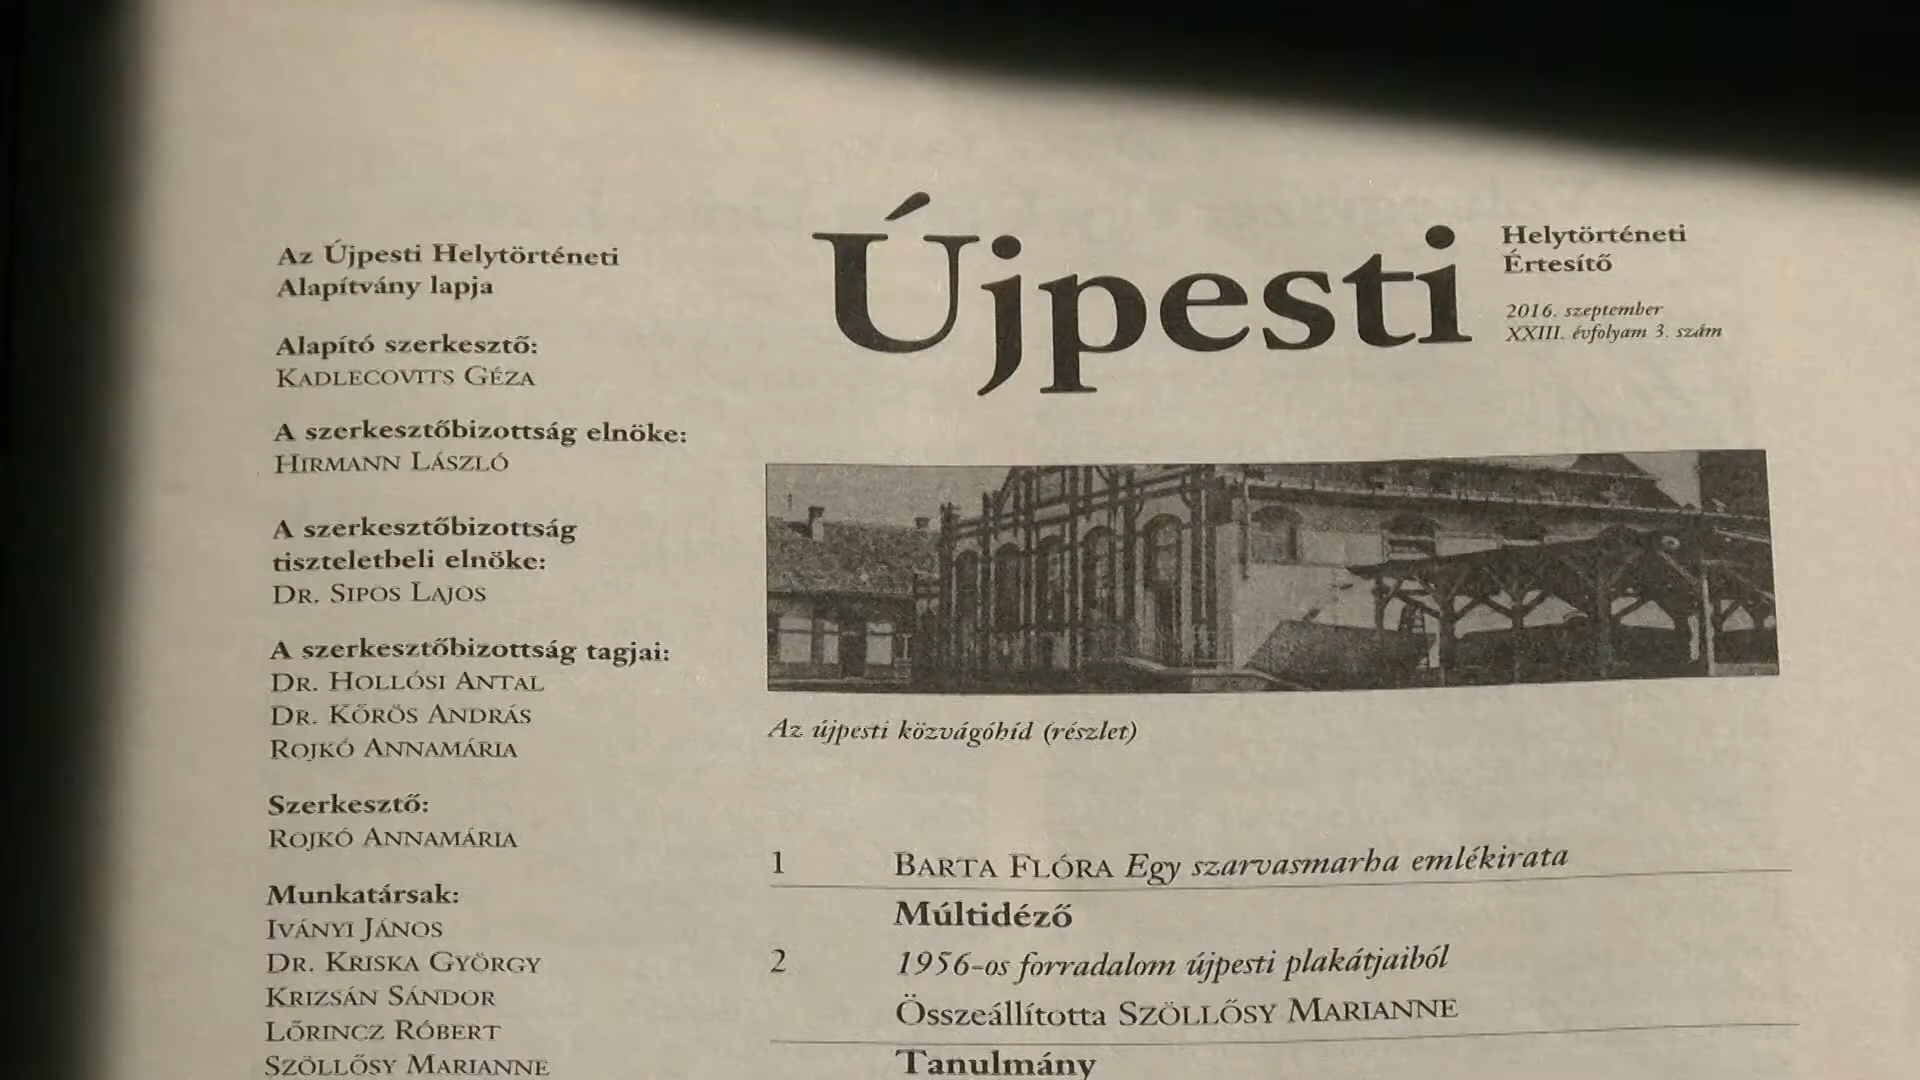 Az Újpesti Helytörténeti
Alapítvány lapja
Alapító szerkesztő:
KADLECOVITS GÉZA
A szerkesztőbizottság elnöke:
HIRMANN LÁSZLÓ
A szerkesztőbizottság
tiszteletbeli elnöke:
DR. SIPOS LAJOS
A szerkesztőbizottság tagjai:
DR. HOLLÓSI ANTAL
DR. KŐRÖS ANDRÁS
ROJKÓ ANNAMÁRIA
Szerkesztő:
ROJKÓ ANNAMÁRIA
Munkatársak:
IVÁNYI JÁNOS
DR. KRISKA GYÖRGY
KRIZSÁN SÁNDOR
LŐRINCZ RÓBERT
SZÖLLŐSY MARIANNE
Újpesti
Helytörténeti
Értesítő
2016. szeptember
XXIII. évfolyam 3. szám
Az újpesti közvágóhíd (részlet)
1 BARTA FLÓRA Egy szarvasmarha emlékirata
Múltidéző
2 1956-os forradalom újpesti plakátjaiból
Összeállította SZÖLLŐSY MARIANNE
Tanulmány